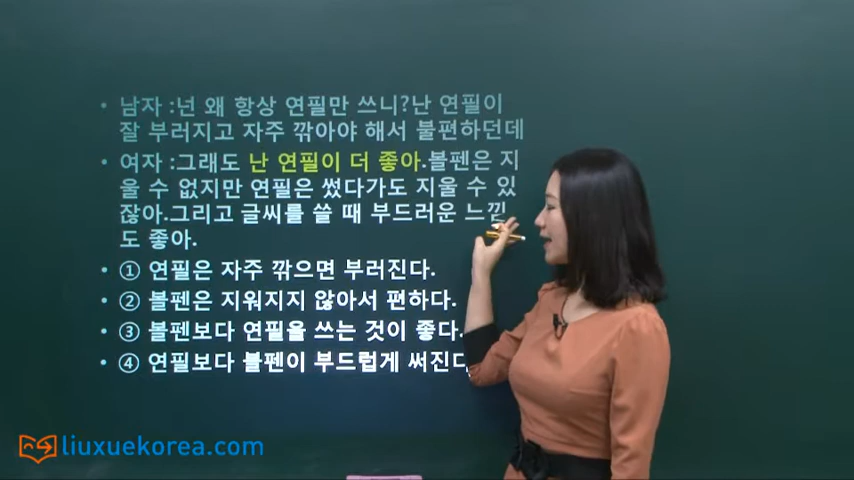 • 남자 :넌 왜 항상 연필만 쓰니?난 연필이
잘 부러지고 자주 깎아야 해서 불편하던데
• 여자 :그래도 난 연필이 더 좋아.볼펜은 지
울 수 없지만 연필은 썼다가도 지울 수 있
잖아.그리고 글씨를 쓸 때 부드러운 느낌
도 좋아.
• ① 연필은 자주 깎으면 부러진다.
• ② 볼펜은 지워지지 않아서 편하다.
• ③ 볼펜보다 연필을 쓰는 것이 좋다.
• ④ 연필보다 볼펜이 부드럽게 써진다.
liuxuekorea.com